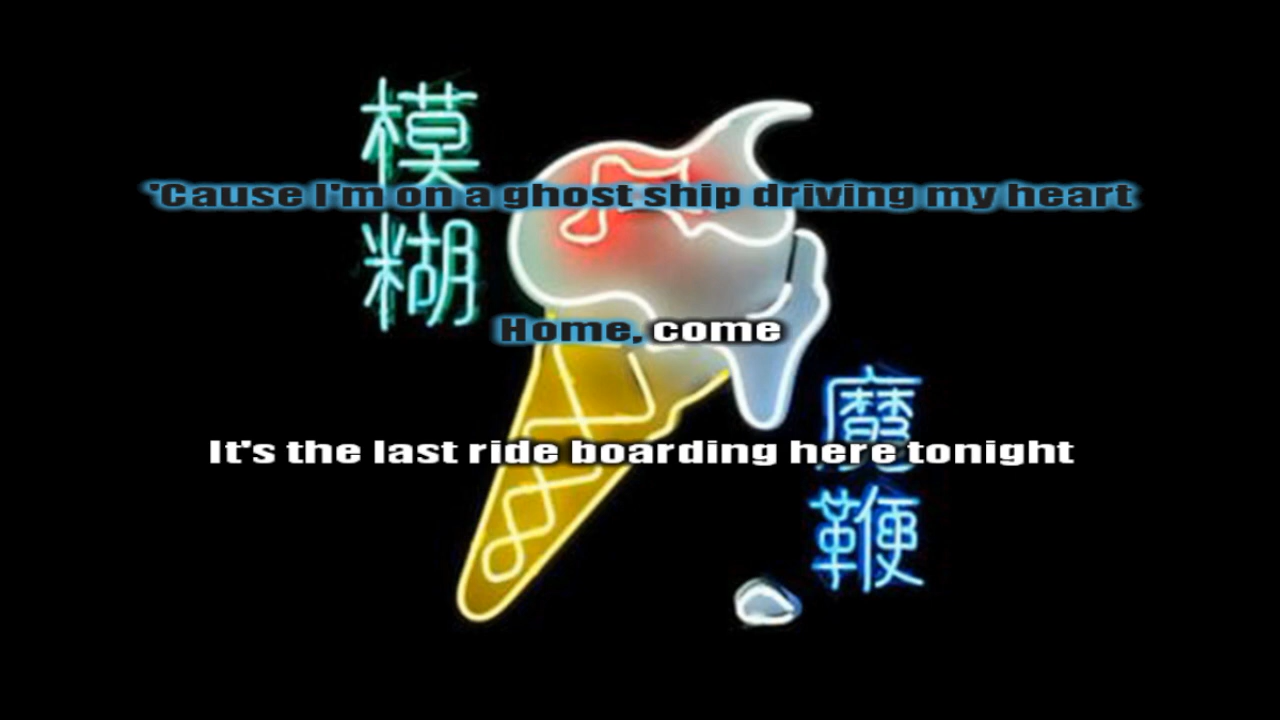 模糊
'Cause I'm on a ghost ship driving my heart
Home, come
It's the last ride boarding here tonight
魔鞭